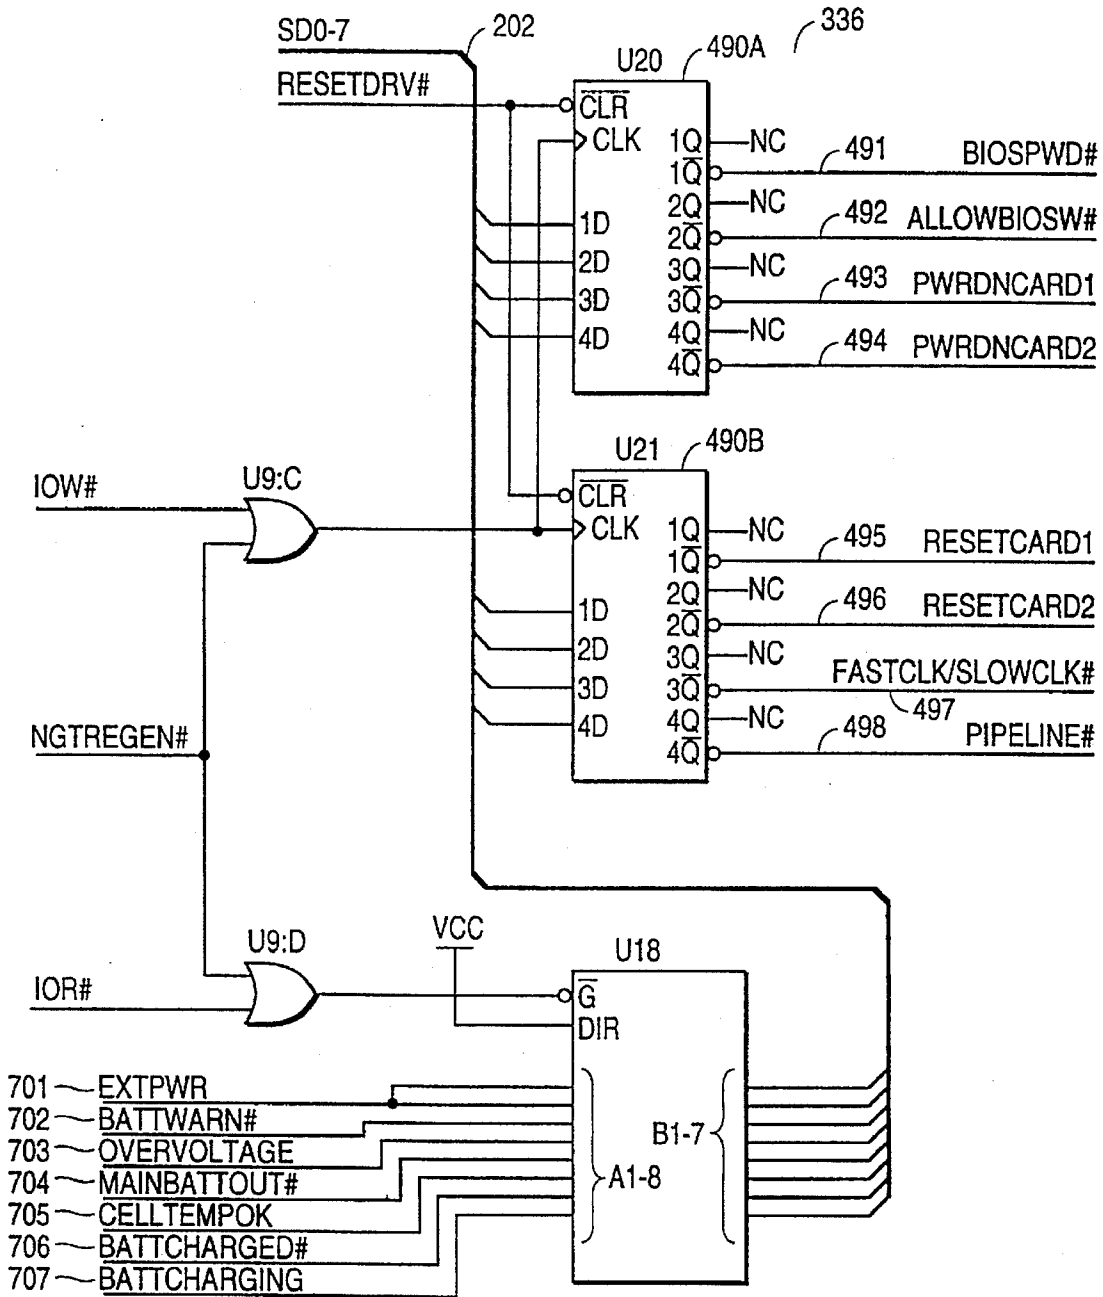 SD0-7
202
490A
336
U20
RESETDRV#
CLR
CLK
1Q
NC
1Q
491
BIOSPWD#
2Q
NC
1D
2Q
492
ALLOWBIOSW#
2D
3Q
NC
3D
3Q
493
PWRDNCARD1
4D
4Q
NC
4Q
494
PWRDNCARD2
U21
490B
IOW#
U9:C
CLR
CLK
1Q
NC
1Q
495
RESETCARD1
2Q
NC
1D
2Q
496
RESETCARD2
2D
3Q
NC
3D
3Q
FASTCLK/SLOWCLK#
497
4D
4Q
NC
4Q
498
PIPELINE#
NGTREGEN#
U9:D
VCC
U18
IOR#
G
DIR
701 EXTPWR
702 BATTWARN#
703 OVERVOLTAGE
704 MAINBATTOUT#
705 CELLTEMPOK
706 BATTCHARGED#
707 BATTCHARGING
A1-8
B1-7